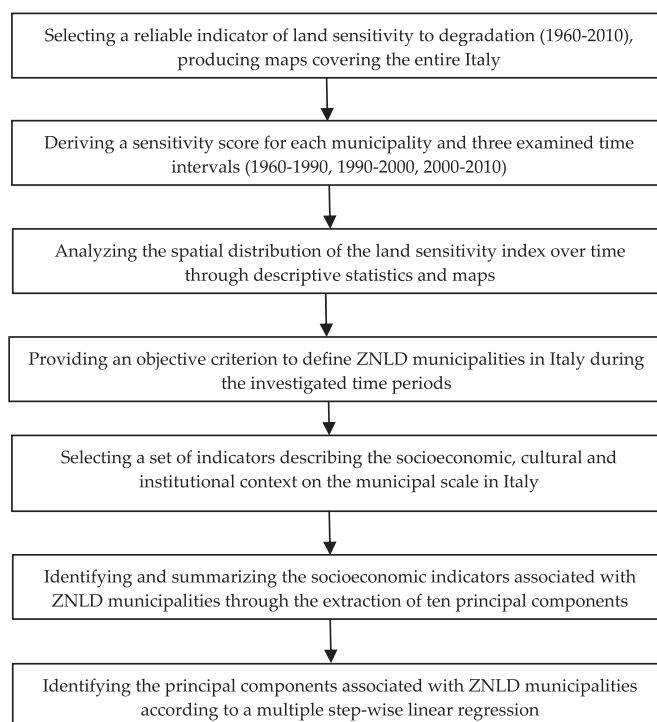 Selecting a reliable indicator of land sensitivity to degradation (1960-2010),
producing maps covering the entire Italy
Deriving a sensitivity score for each municipality and three examined time
intervals (1960-1990, 1990-2000, 2000-2010)
Analyzing the spatial distribution of the land sensitivity index over time
through descriptive statistics and maps
Providing an objective criterion to define ZNLD municipalities in Italy during
the investigated time periods
Selecting a set of indicators describing the socioeconomic, cultural and
institutional context on the municipal scale in Italy
Identifying and summarizing the socioeconomic indicators associated with
ZNLD municipalities through the extraction of ten principal components
Identifying the principal components associated with ZNLD municipalities
according to a multiple step-wise linear regression